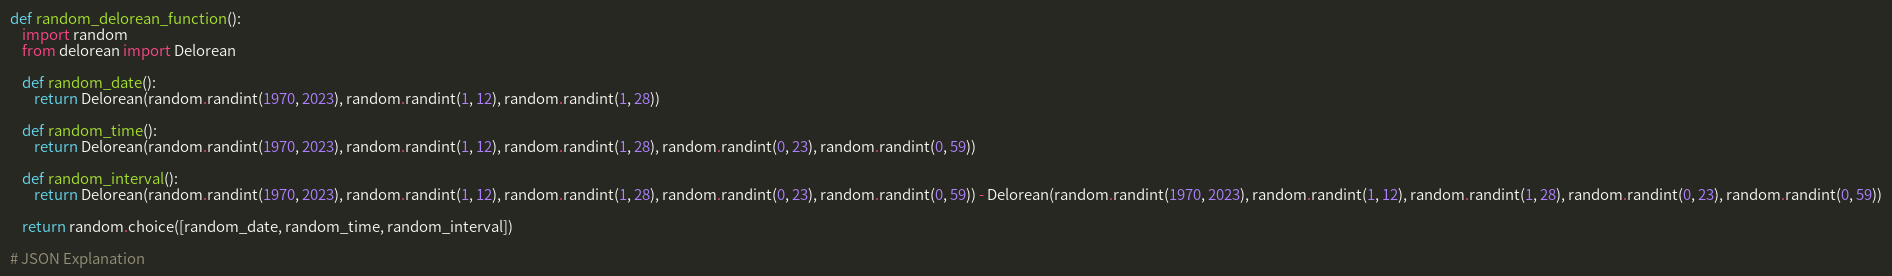 def random_delorean_function():
    import random
    from delorean import Delorean

    def random_date():
        return Delorean(random.randint(1970, 2023), random.randint(1, 12), random.randint(1, 28))

    def random_time():
        return Delorean(random.randint(1970, 2023), random.randint(1, 12), random.randint(1, 28), random.randint(0, 23), random.randint(0, 59))

    def random_interval():
        return Delorean(random.randint(1970, 2023), random.randint(1, 12), random.randint(1, 28), random.randint(0, 23), random.randint(0, 59)) - Delorean(random.randint(1970, 2023), random.randint(1, 12), random.randint(1, 28), random.randint(0, 23), random.randint(0, 59))

    return random.choice([random_date, random_time, random_interval])

# JSON Explanation